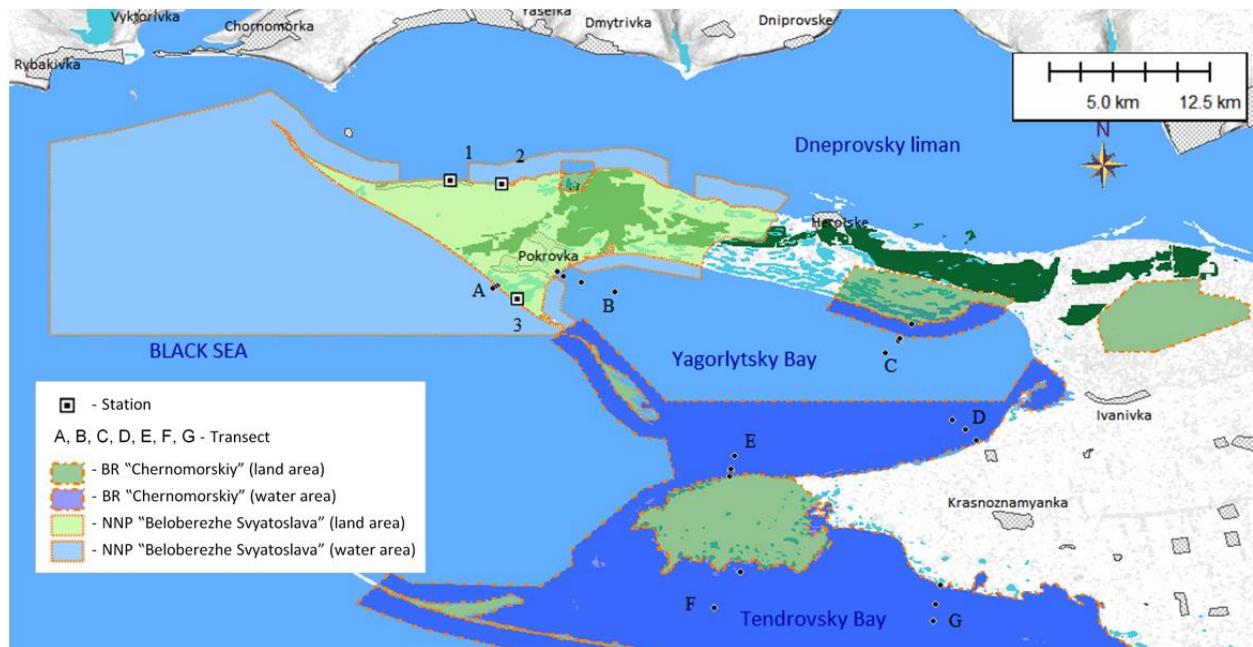 Vyktorivka
Chornomorka
Yaselka
Dmytrivka
Dniprovske
Rybakivka
5.0 km
12.5 km
N
Dneprovsky liman
1
2
Heroiske
Pokrovka
A
B
3
C
BLACK SEA
Yagorlytsky Bay
Ivanivka
- Station
A, B, C, D, E, F, G - Transect
- BR “Chernomorskiy” (land area)
- BR “Chernomorskiy” (water area)
- NNP “Beloberezhe Svyatoslava” (land area)
- NNP “Beloberezhe Svyatoslava” (water area)
D
E
Krasnoznamyanka
F
Tendrovsky Bay
G